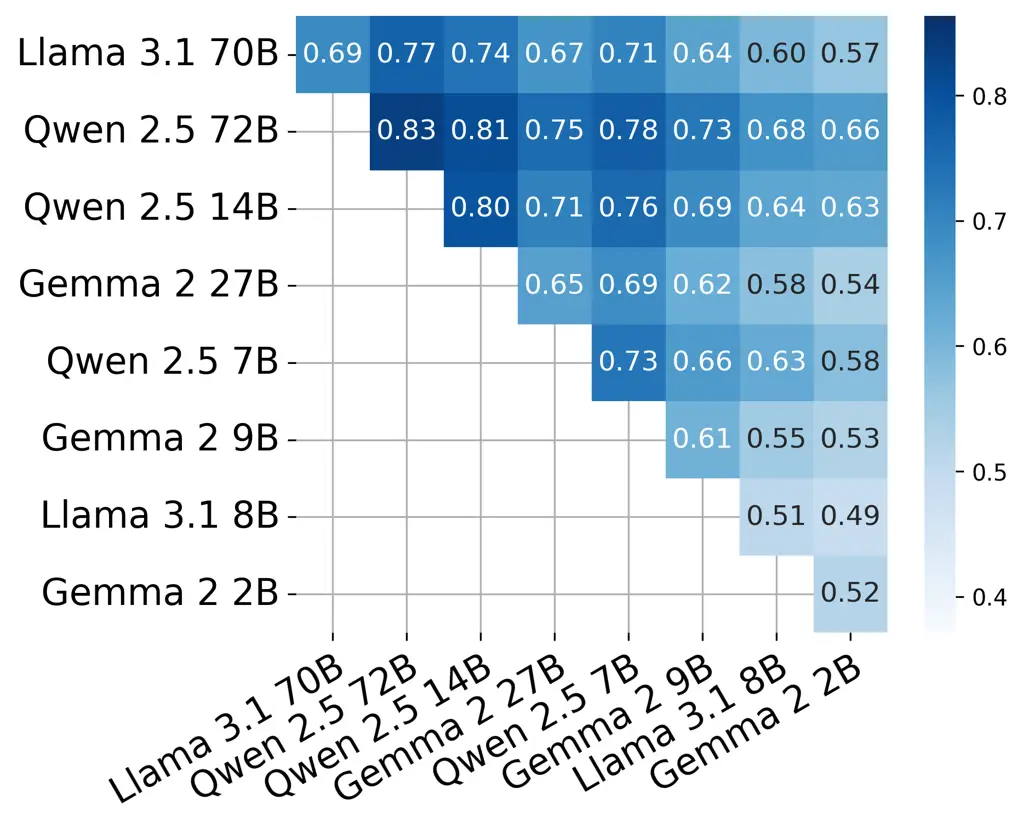 Llama 3.1 70B 0.69 0.77 0.74 0.67 0.71 0.64 0.60 0.57
Qwen 2.5 72B 0.83 0.81 0.75 0.78 0.73 0.68 0.66
Qwen 2.5 14B 0.80 0.71 0.76 0.69 0.64 0.63
Gemma 2 27B 0.65 0.69 0.62 0.58 0.54
Qwen 2.5 7B 0.73 0.66 0.63 0.58
Gemma 2 9B 0.61 0.55 0.53
Llama 3.1 8B 0.51 0.49
Gemma 2 2B 0.52
Llama 3.1 70B
Qwen 2.5 72B
Qwen 2.5 14B
Gemma 2 27B
Qwen 2.5 7B
Gemma 2 9B
Llama 3.1 8B
Gemma 2 2B
0.8
0.7
0.6
0.5
0.4